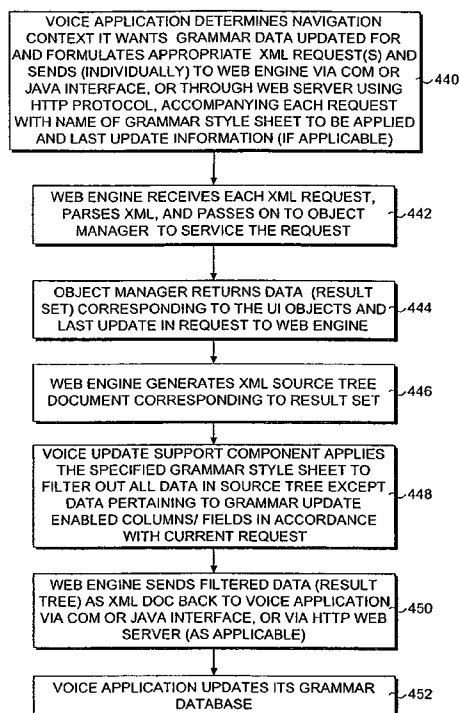 VOICE APPLICATION DETERMINES NAVIGATION
CONTEXT IT WANTS GRAMMAR DATA UPDATED FOR
AND FORMULATES APPROPRIATE XML REQUEST(S) AND
SENDS (INDIVIDUALLY) TO WEB ENGINE VIA COM OR
JAVA INTERFACE, OR THROUGH WEB SERVER USING
HTTP PROTOCOL, ACCOMPANYING EACH REQUEST
WITH NAME OF GRAMMAR STYLE SHEET TO BE APPLIED
AND LAST UPDATE INFORMATION (IF APPLICABLE)
440
WEB ENGINE RECEIVES EACH XML REQUEST,
PARSES XML, AND PASSES ON TO OBJECT
MANAGER TO SERVICE THE REQUEST
442
OBJECT MANAGER RETURNS DATA (RESULT
SET) CORRESPONDING TO THE UI OBJECTS AND
LAST UPDATE IN REQUEST TO WEB ENGINE
444
WEB ENGINE GENERATES XML SOURCE TREE
DOCUMENT CORRESPONDING TO RESULT SET
446
VOICE UPDATE SUPPORT COMPONENT APPLIES
THE SPECIFIED GRAMMAR STYLE SHEET TO
FILTER OUT ALL DATA IN SOURCE TREE EXCEPT
DATA PERTAINING TO GRAMMAR UPDATE
ENABLED COLUMNS/ FIELDS IN ACCORDANCE
WITH CURRENT REQUEST
448
WEB ENGINE SENDS FILTERED DATA (RESULT
TREE) AS XML DOC BACK TO VOICE APPLICATION
VIA COM OR JAVA INTERFACE, OR VIA HTTP WEB
SERVER (AS APPLICABLE)
450
VOICE APPLICATION UPDATES ITS GRAMMAR
DATABASE
452